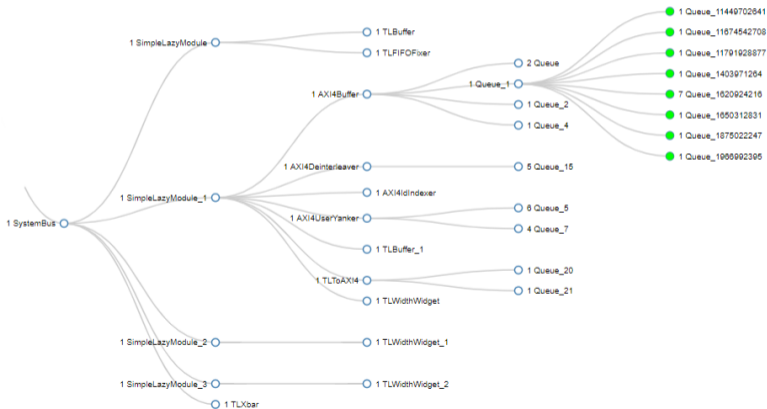 1 SystemBus
1 SimpleLazyModule
1 TLBuffer
1 TLFIFOFixer
1 SimpleLazyModule_1
1 AXI4Buffer
2 Queue
1 Queue_1
1 Queue_11449702641
1 Queue_11674542708
1 Queue_11791928877
1 Queue_1403971264
7 Queue_1620924216
1 Queue_1650312831
1 Queue_1875022247
1 Queue_1966992395
1 Queue_2
1 Queue_4
1 AXI4Deinterleaver
5 Queue_15
1 AXI4IdIndexer
1 AXI4UserYanker
6 Queue_5
4 Queue_7
1 TLBuffer_1
1 TLToAXI4
1 Queue_20
1 Queue_21
1 TLWidthWidget
1 SimpleLazyModule_2
1 TLWidthWidget_1
1 SimpleLazyModule_3
1 TLWidthWidget_2
1 TLXbar